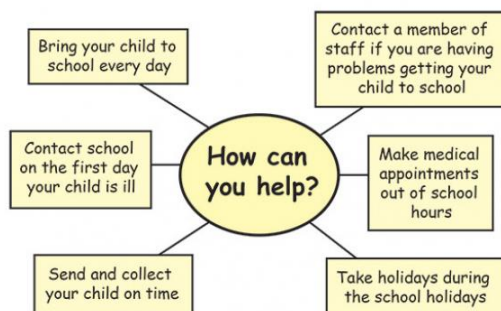 Bring your child to
school every day
Contact a member of
staff if you are having
problems getting your
child to school
Contact school
on the first day
your child is ill
How can
you help?
Make medical
appointments
out of school
hours
Send and collect
your child on time
Take holidays during
the school holidays